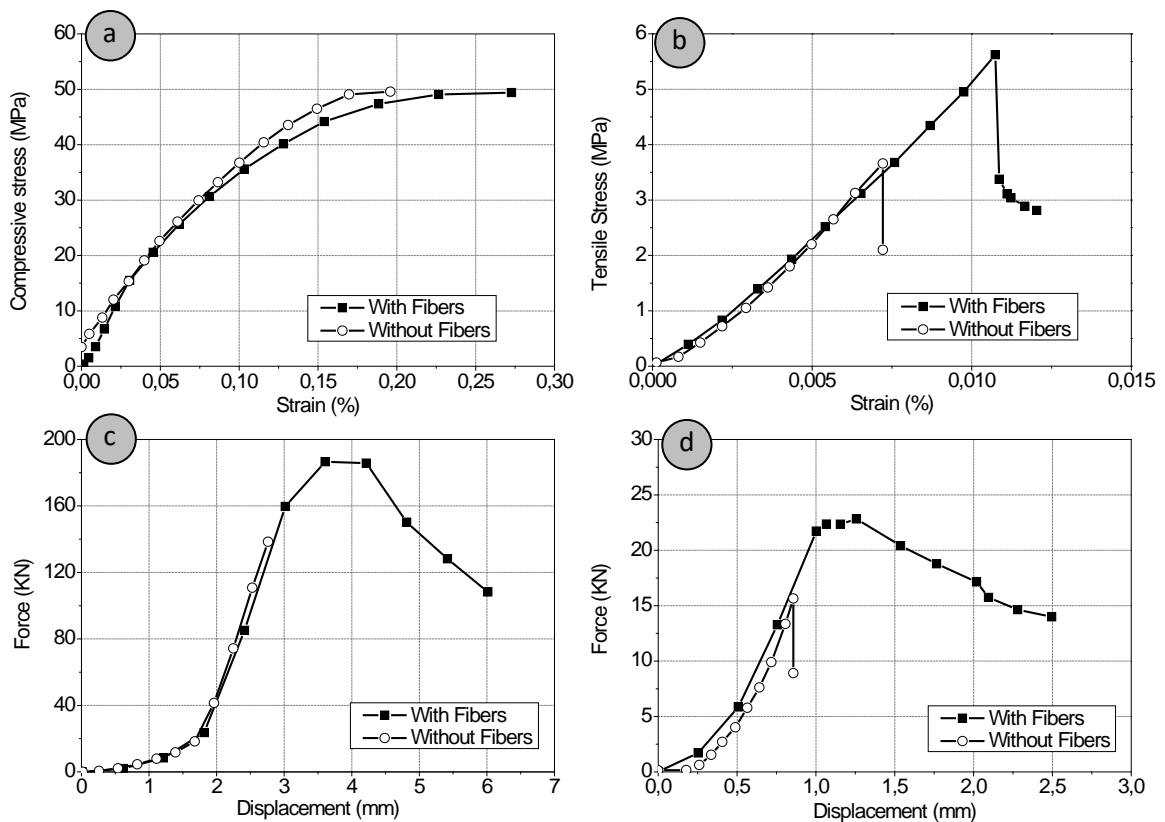 a
60
50
40
30
20
10
0
0,00 0,05 0,10 0,15 0,20 0,25 0,30
Compressive stress (MPa)
Strain (%)
With Fibers
Without Fibers
b
6
5
4
3
2
1
0
0,000 0,005 0,010 0,015
Tensile Stress (MPa)
Strain (%)
With Fibers
Without Fibers
c
200
160
120
80
40
0
0 1 2 3 4 5 6 7
Force (KN)
Displacement (mm)
With Fibers
Without Fibers
d
30
25
20
15
10
5
0
0,0 0,5 1,0 1,5 2,0 2,5 3,0
Force (KN)
Displacement (mm)
With Fibers
Without Fibers